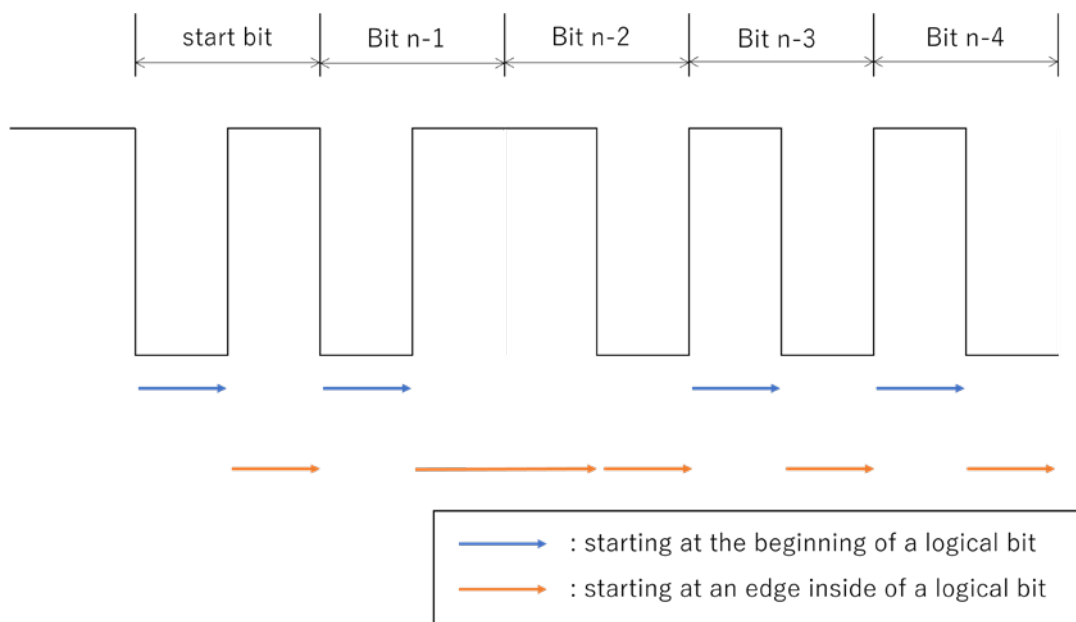 start bit
Bit n-1
Bit n-2
Bit n-3
Bit n-4
: starting at the beginning of a logical bit
: starting at an edge inside of a logical bit